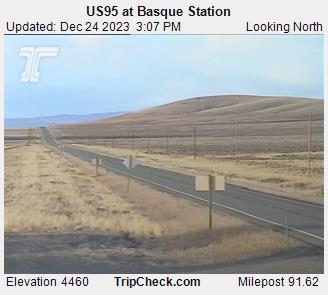 US95 at Basque Station
Updated: Dec 24 2023 3:07 PM Looking North
Elevation 4460 TripCheck.com Milepost 91.62